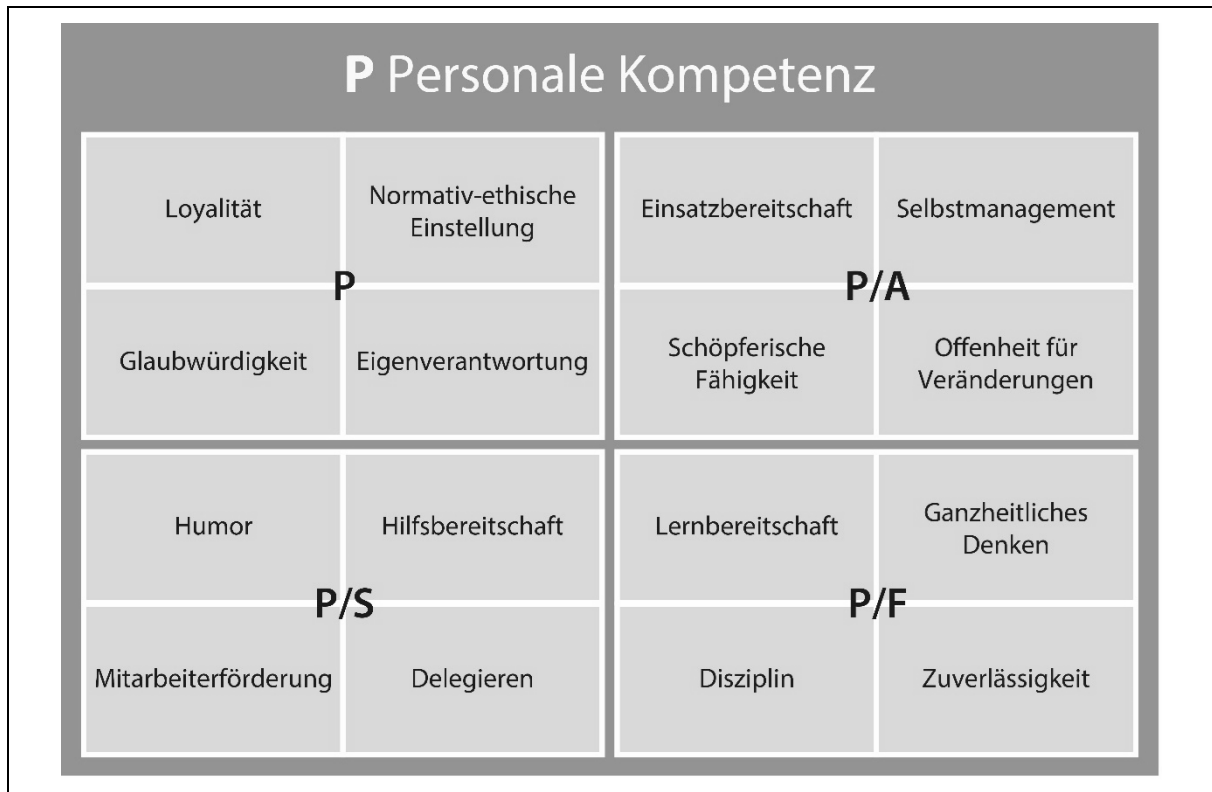 P Personale Kompetenz
Loyalität
Normativ-ethische
Einstellung
P
Glaubwürdigkeit
Eigenverantwortung
Einsatzbereitschaft
Selbstmanagement
P/A
Schöpferische
Fähigkeit
Offenheit für
Veränderungen
Humor
Hilfsbereitschaft
P/S
Mitarbeiterförderung
Delegieren
Lernbereitschaft
Ganzheitliches
Denken
P/F
Disziplin
Zuverlässigkeit